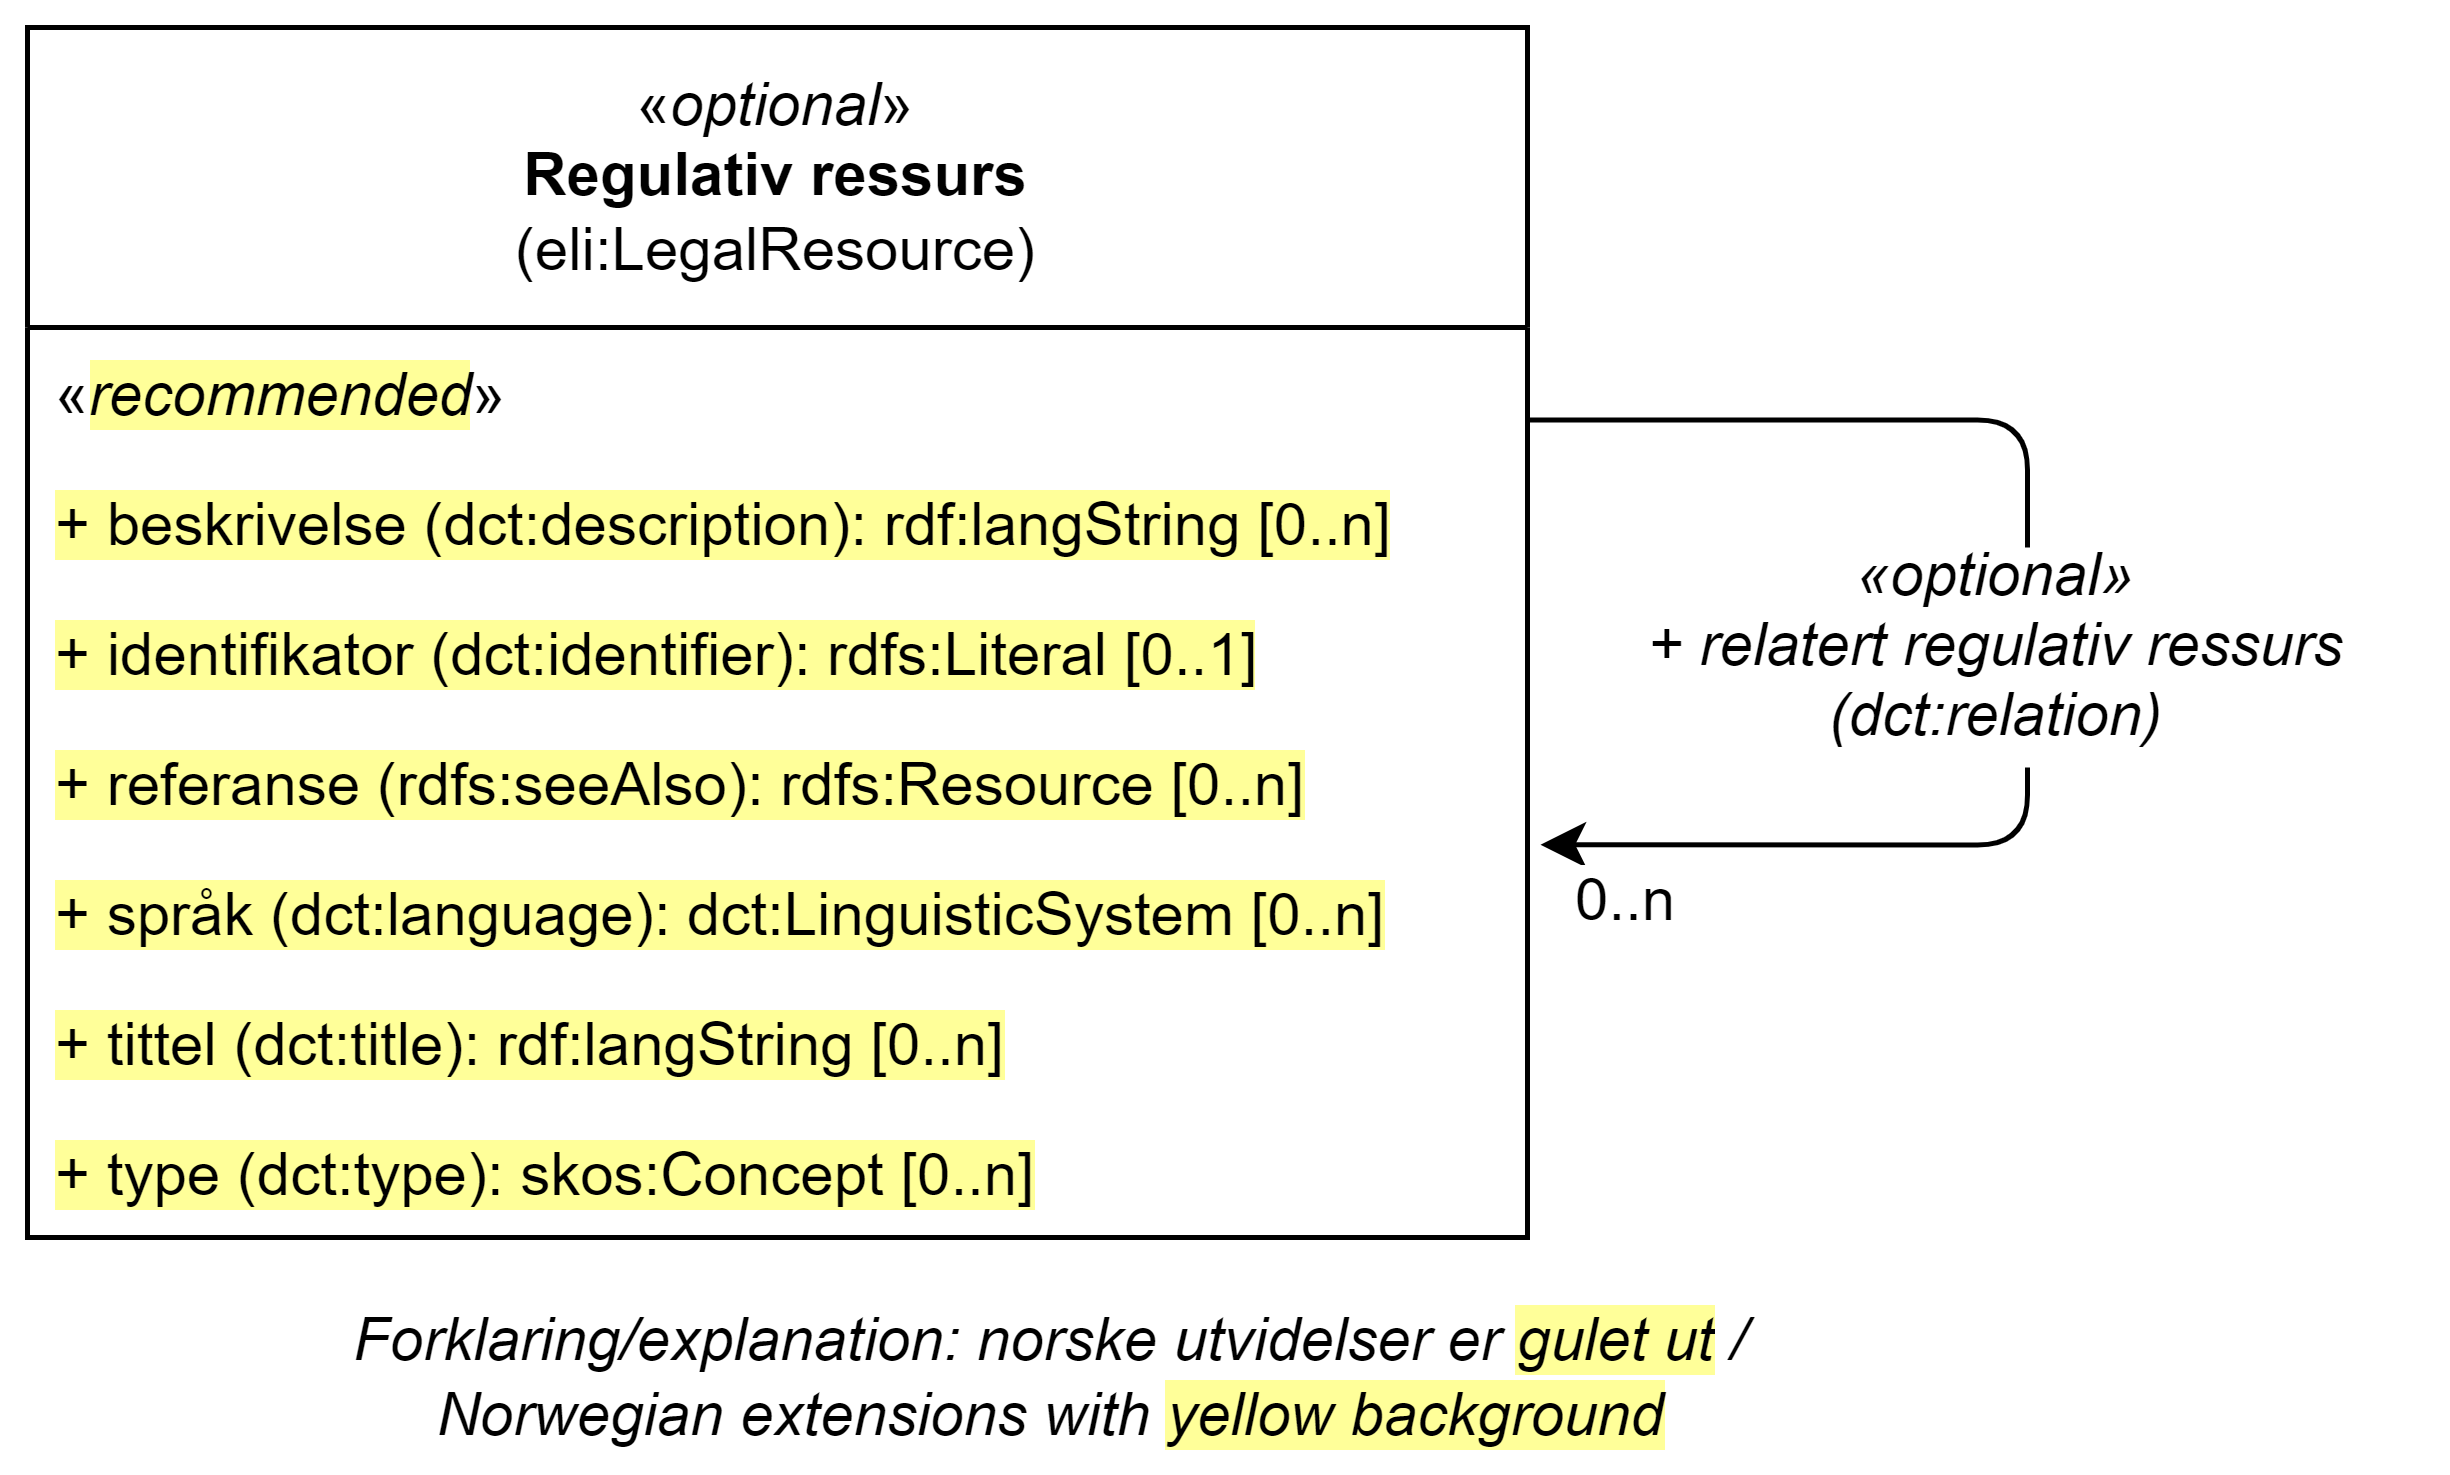 «optional»
Regulativ ressurs
(eli:LegalResource)
«recommended»
+ beskrivelse (dct:description): rdf:langString [0..n]
+ identifikator (dct:identifier): rdfs:Literal [0..1]
+ referanse (rdfs:seeAlso): rdfs:Resource [0..n]
+ språk (dct:language): dct:LinguisticSystem [0..n]
+ tittel (dct:title): rdf:langString [0..n]
+ type (dct:type): skos:Concept [0..n]
«optional»
+ relatert regulativ ressurs
(dct:relation)
0..n
Forklaring/explanation: norske utvidelser er gulet ut /
Norwegian extensions with yellow background